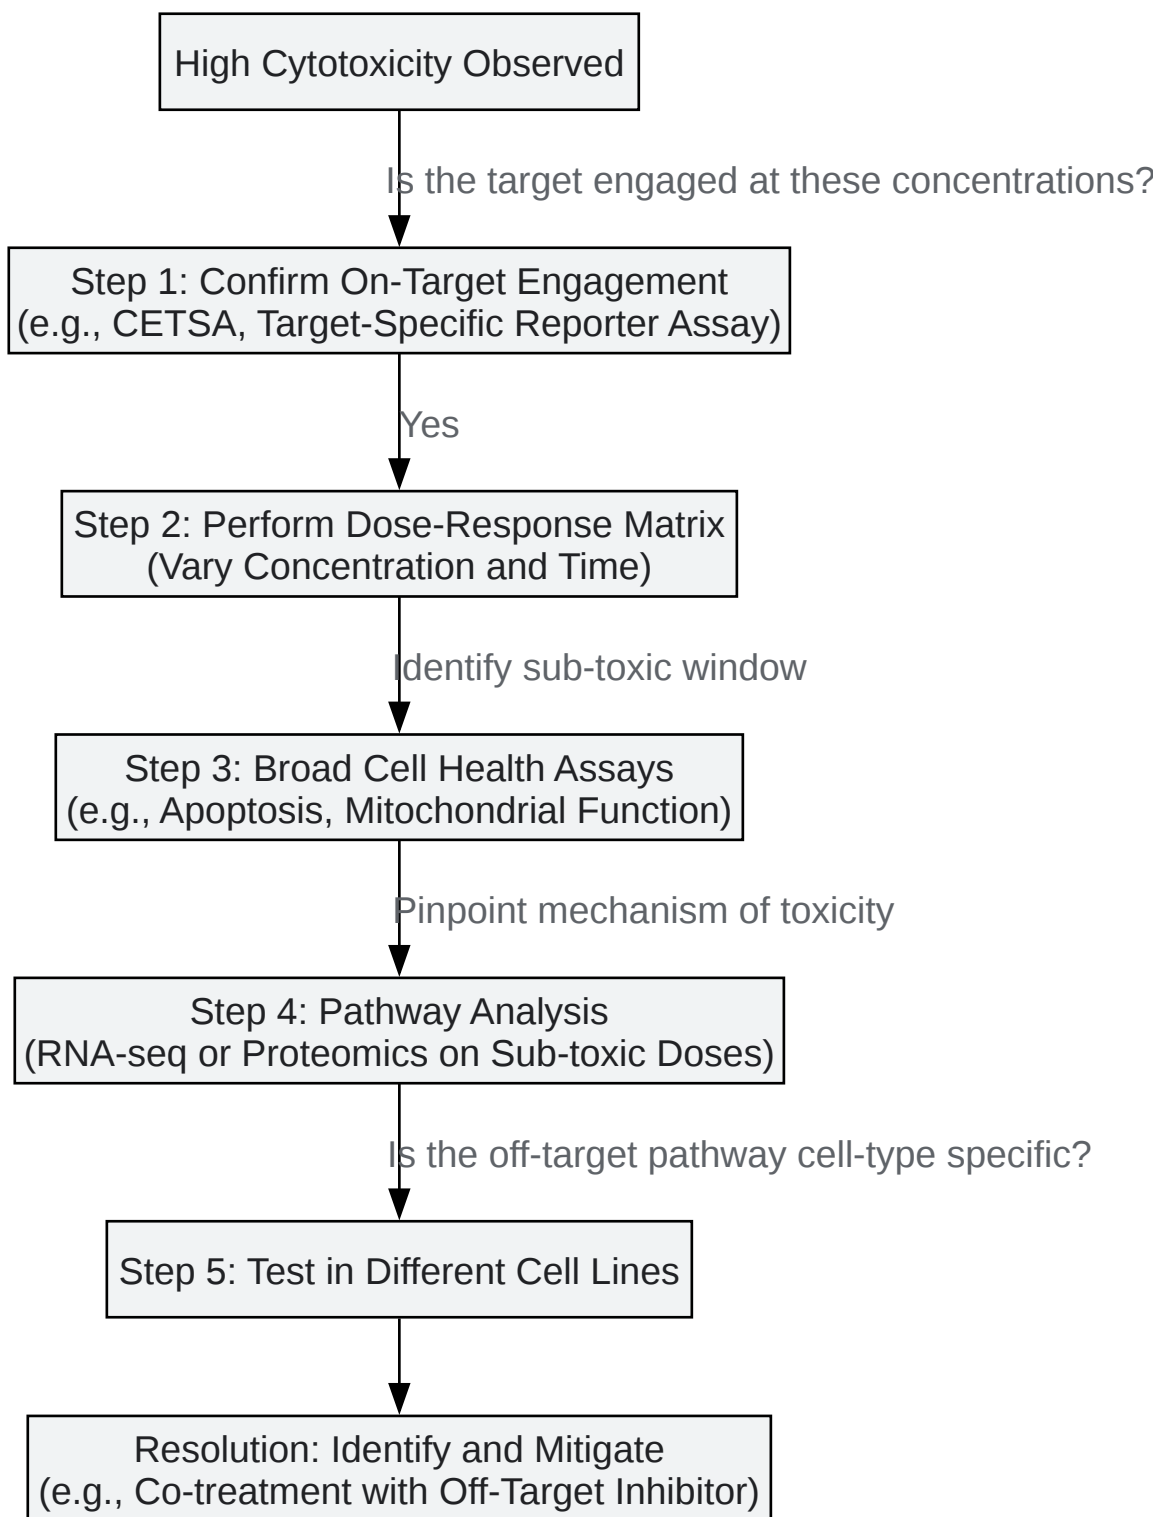 High Cytotoxicity Observed
Is the target engaged at these concentrations?
Step 1: Confirm On-Target Engagement
(e.g., CETSA, Target-Specific Reporter Assay)
Yes
Step 2: Perform Dose-Response Matrix
(Vary Concentration and Time)
Identify sub-toxic window
Step 3: Broad Cell Health Assays
(e.g., Apoptosis, Mitochondrial Function)
Pinpoint mechanism of toxicity
Step 4: Pathway Analysis
(RNA-seq or Proteomics on Sub-toxic Doses)
Is the off-target pathway cell-type specific?
Step 5: Test in Different Cell Lines
Resolution: Identify and Mitigate
(e.g., Co-treatment with Off-Target Inhibitor)